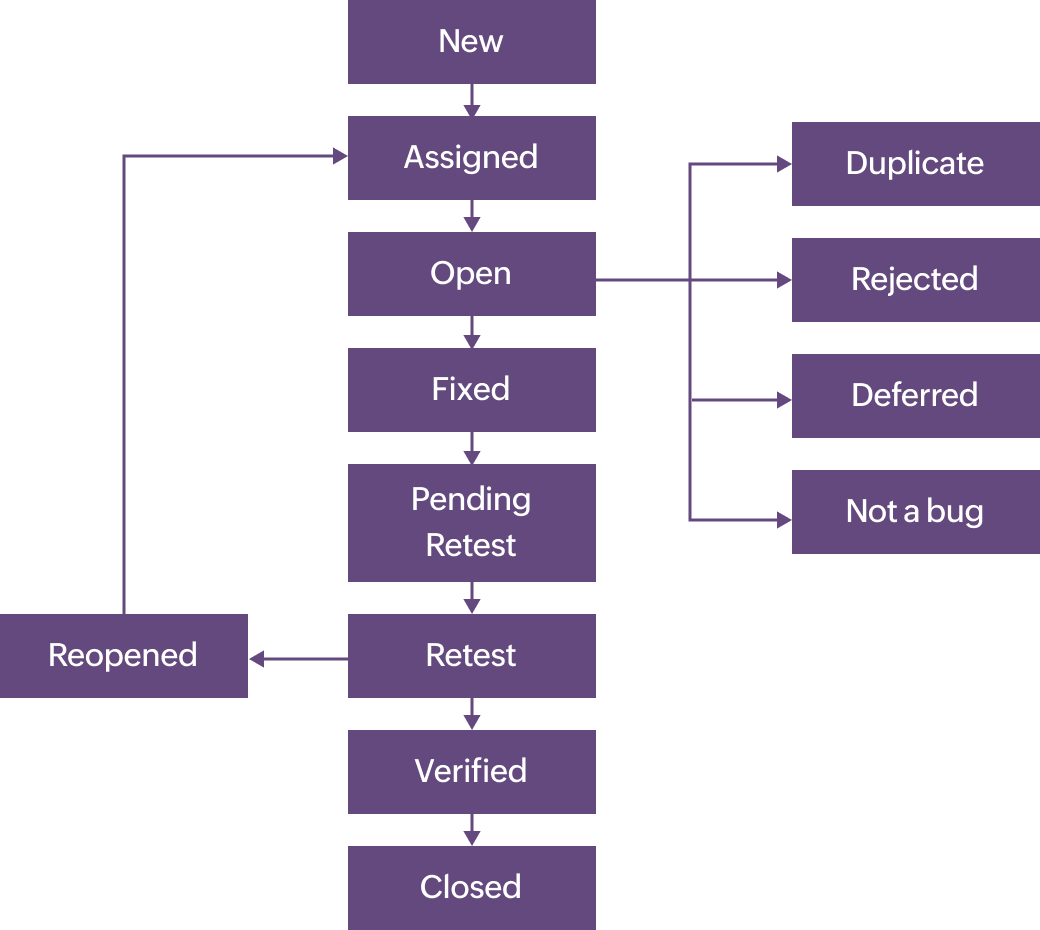 New
Assigned
Duplicate
Open
Rejected
Fixed
Deferred
Pending
Retest
Not a bug
Reopened
Retest
Verified
Closed